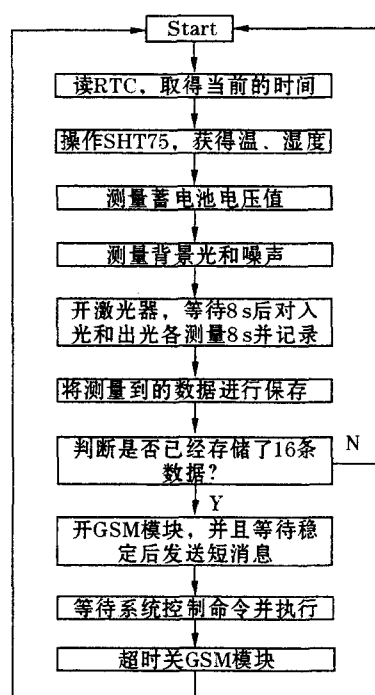 Start
读RTC，取得当前的时间
操作SHT75，获得温、湿度
测量蓄电池电压值
测量背景光和噪声
开激光器，等待8 s后对入
光和出光各测量8 s并记录
将测量到的数据进行保存
判断是否已经存储了16条
数据?
N
Y
开GSM模块，并且等待稳
定后发送短消息
等待系统控制命令并执行
超时关GSM模块